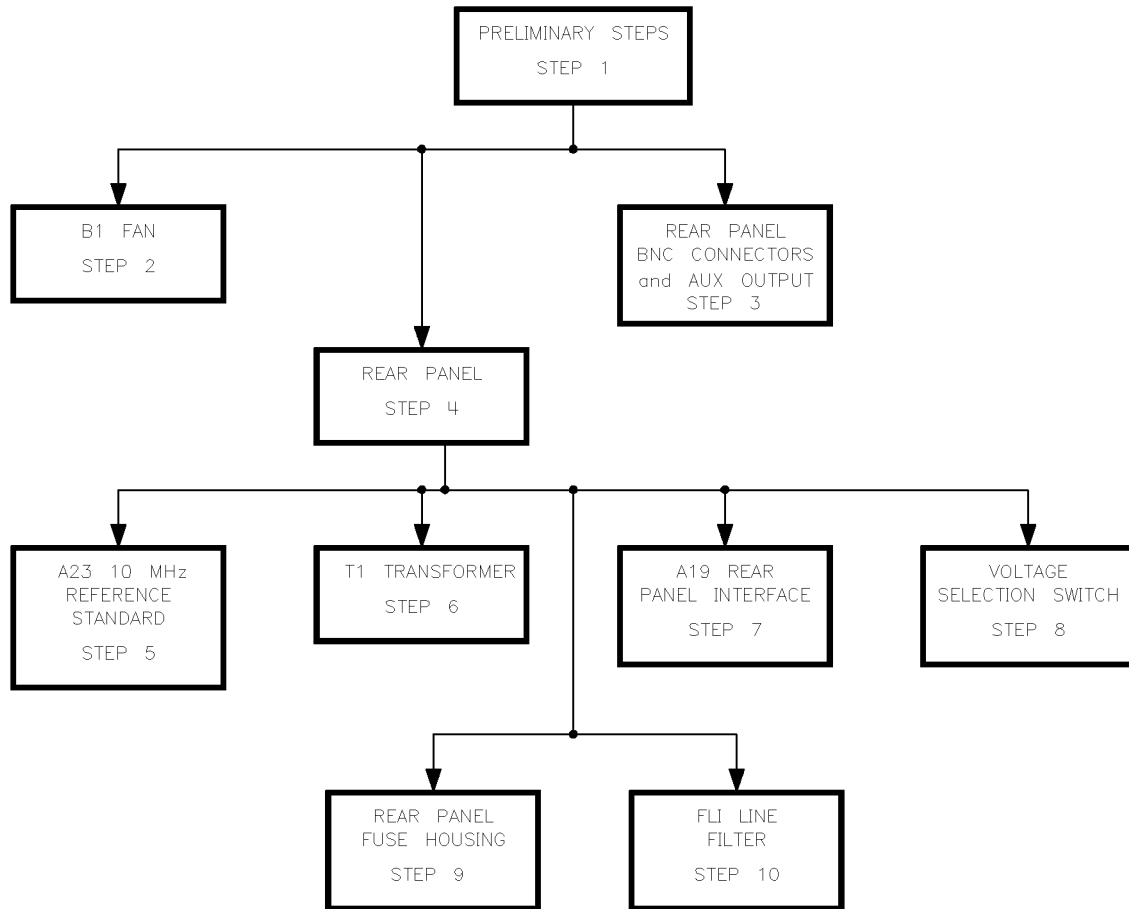 PRELIMINARY STEPS
STEP 1
B1 FAN
STEP 2
REAR PANEL
BNC CONNECTORS
and AUX OUTPUT
STEP 3
REAR PANEL
STEP 4
A23 10 MHz
REFERENCE
STANDARD
STEP 5
T1 TRANSFORMER
STEP 6
A19 REAR
PANEL INTERFACE
STEP 7
VOLTAGE
SELECTION SWITCH
STEP 8
REAR PANEL
FUSE HOUSING
STEP 9
FLI LINE
FILTER
STEP 10